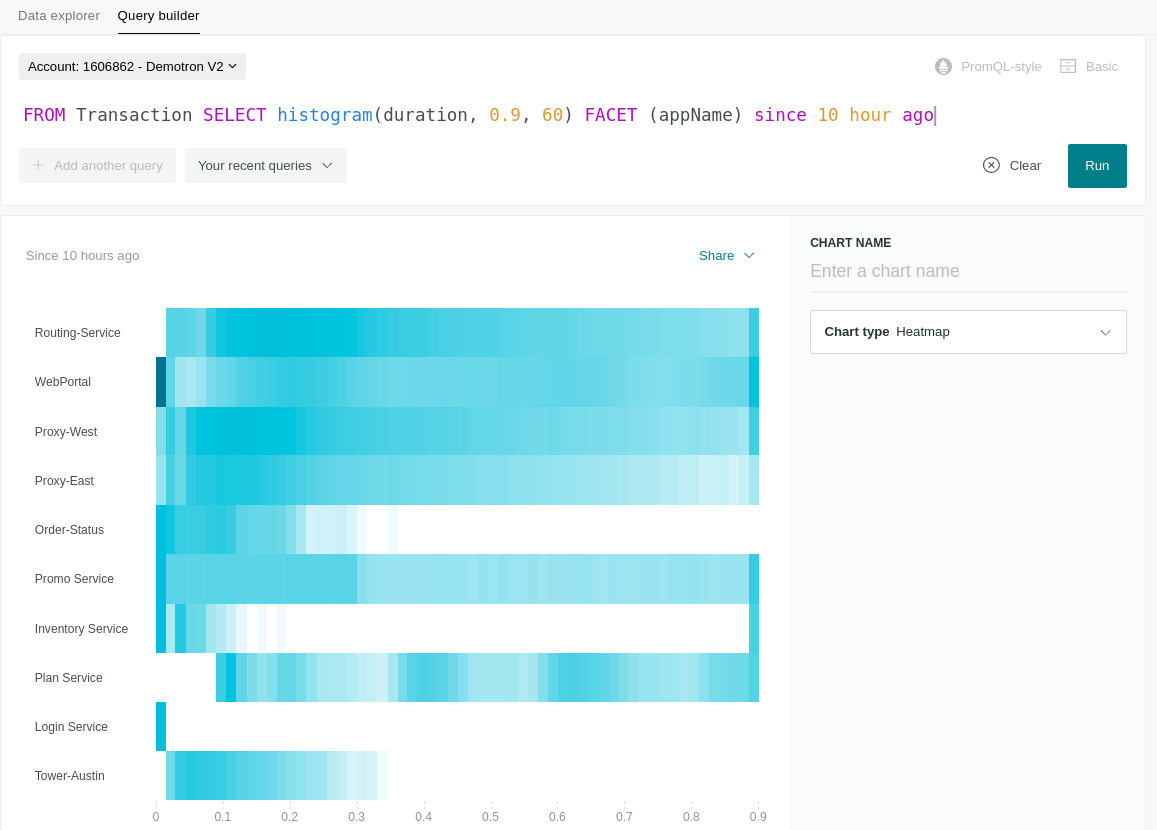 Data explorer Query builder
Account: 1606862 - Demotron V2
PromQL-style Basic
FROM Transaction SELECT histogram(duration, 0.9, 60) FACET (appName) since 10 hour ago
Add another query Your recent queries Clear Run
Since 10 hours ago Share
CHART NAME
Enter a chart name
Chart type Heatmap
Routing-Service
WebPortal
Proxy-West
Proxy-East
Order-Status
Promo Service
Inventory Service
Plan Service
Login Service
Tower-Austin
0 0.1 0.2 0.3 0.4 0.5 0.6 0.7 0.8 0.9